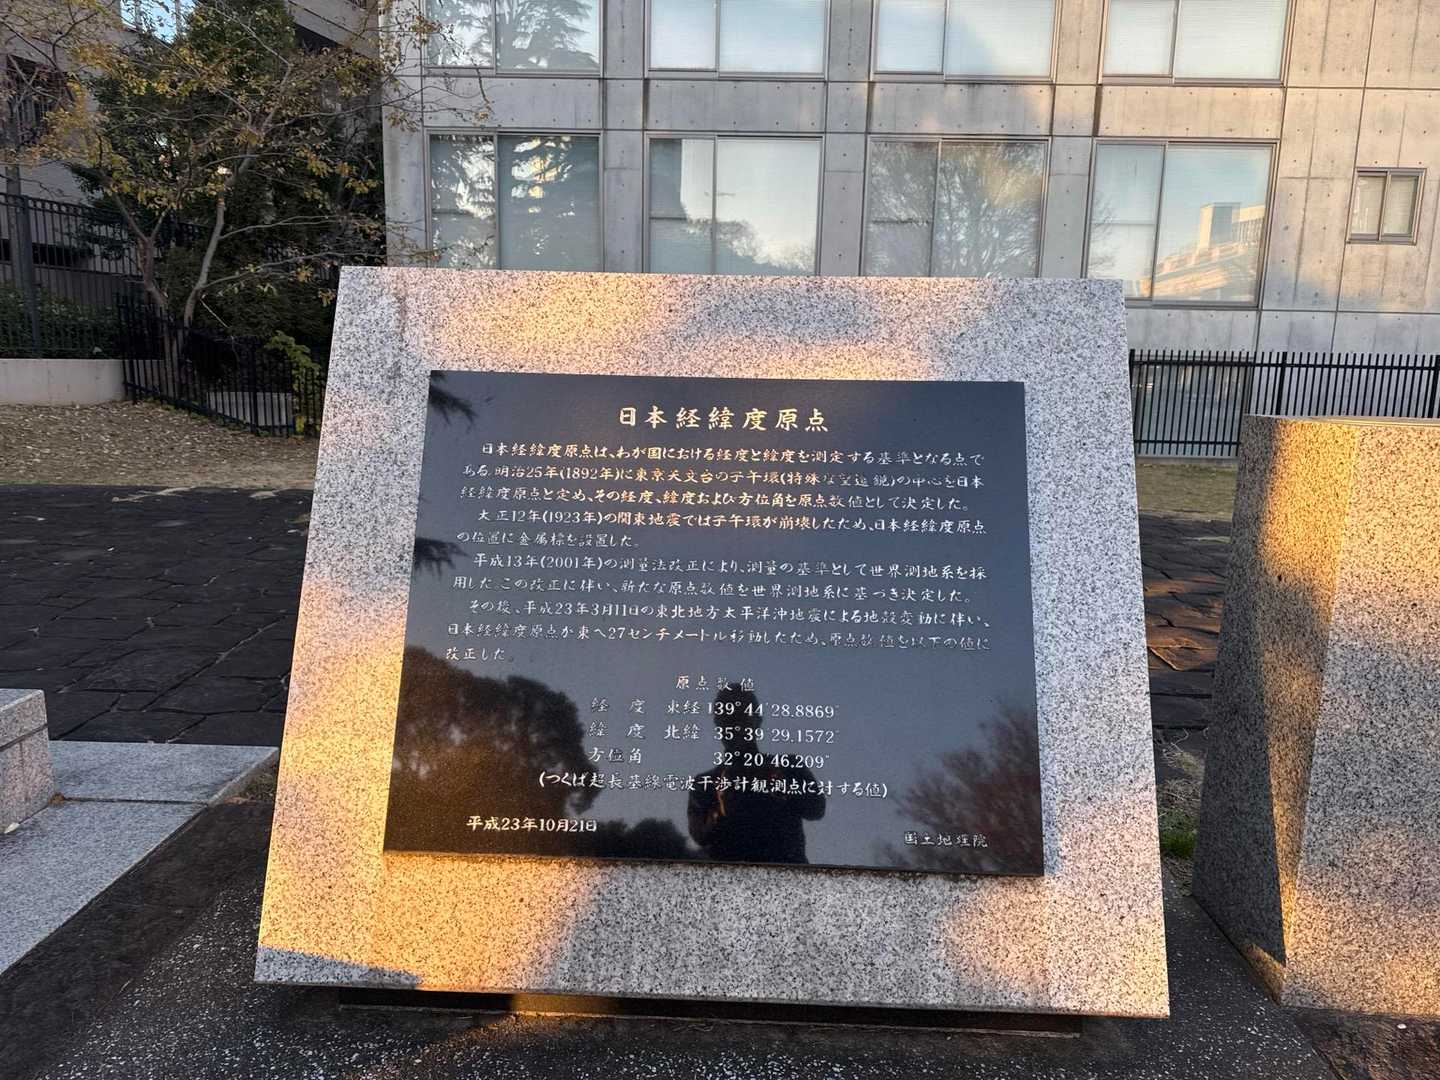 日本経緯度原点
日本経緯度原点は、わが国における経度と緯度を測定する基準となる点で
ある。明治25年(1892年)に東京天文台の子午環(特殊な望遠鏡)の中心を日本
経緯度原点と定め、その経度、緯度および方位角を原点数値として決定した。
大正12年(1923年)の関東地震では子午環が崩壊したため、日本経緯度原点
の位置に金属標を設置した。
平成13年(2001年)の測量法改正により、測量の基準として世界測地系を採
用した。この改正に伴い、新たな原点数値を世界測地系に基づき決定した。
その後、平成23年3月11日の東北地方太平洋沖地震による地殻変動に伴い、
日本経緯度原点が東へ27センチメートル移動したため、原点数値を以下の値に
改正した。
原点数値
経 度 東経 139°44′28.8869″
緯 度 北緯 35°39′29.1572″
方位角 32°20′46.209″
(つくば超長基線電波干渉計観測点に対する値)
平成23年10月21日
国土地理院